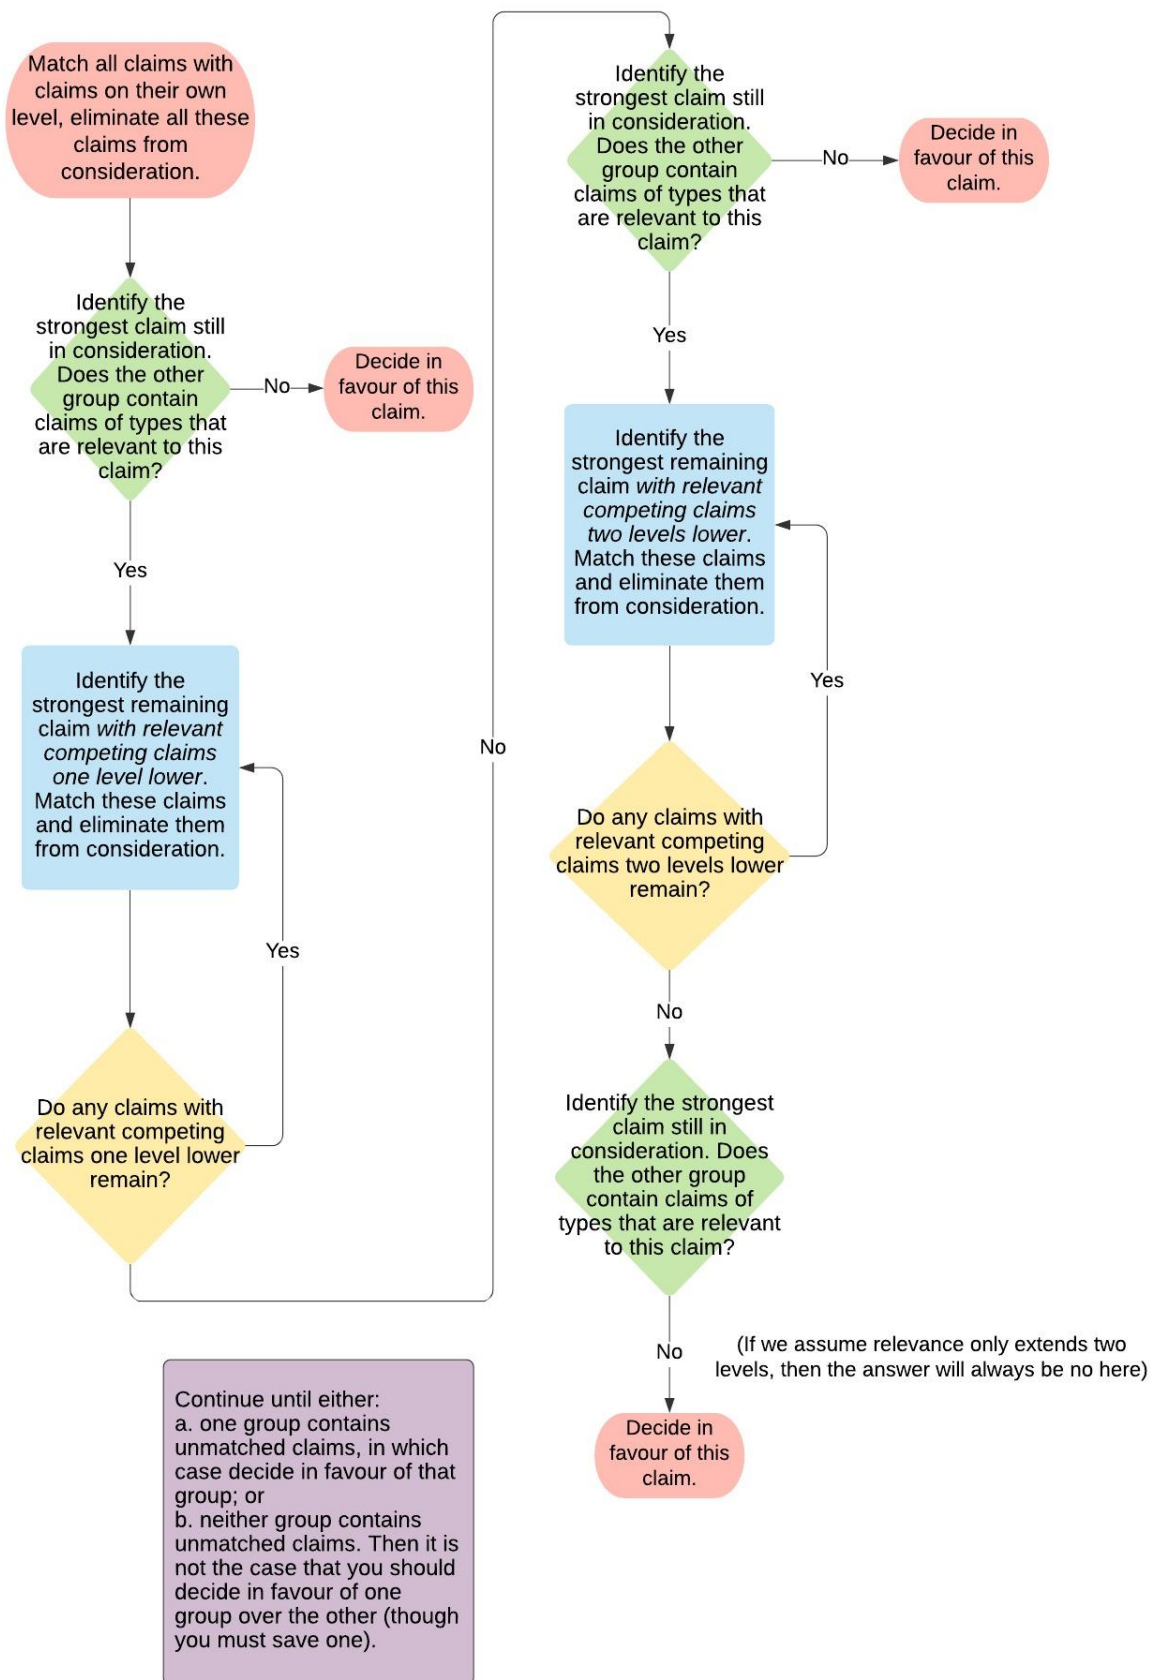 Match all claims with
claims on their own
level, eliminate all these
claims from
consideration.
Identify the
strongest claim still
in consideration.
Does the other
group contain
claims of types that
are relevant to this
claim?
No
Decide in
favour of this
claim.
Yes
Identify the
strongest remaining
claim with relevant
competing claims
one level lower.
Match these claims
and eliminate them
from consideration.
Yes
Do any claims with
relevant competing
claims one level lower
remain?
No
Identify the
strongest claim still
in consideration.
Does the other
group contain
claims of types that
are relevant to this
claim?
No
Decide in
favour of this
claim.
Yes
Identify the
strongest remaining
claim with relevant
competing claims
two levels lower.
Match these claims
and eliminate them
from consideration.
Yes
Do any claims with
relevant competing
claims two levels lower
remain?
No
Identify the strongest
claim still in
consideration. Does
the other group
contain claims of
types that are relevant
to this claim?
No
(If we assume relevance only extends two
levels, then the answer will always be no here)
Decide in
favour of this
claim.
Continue until either:
a. one group contains
unmatched claims, in which
case decide in favour of that
group; or
b. neither group contains
unmatched claims. Then it is
not the case that you should
decide in favour of one
group over the other (though
you must save one).